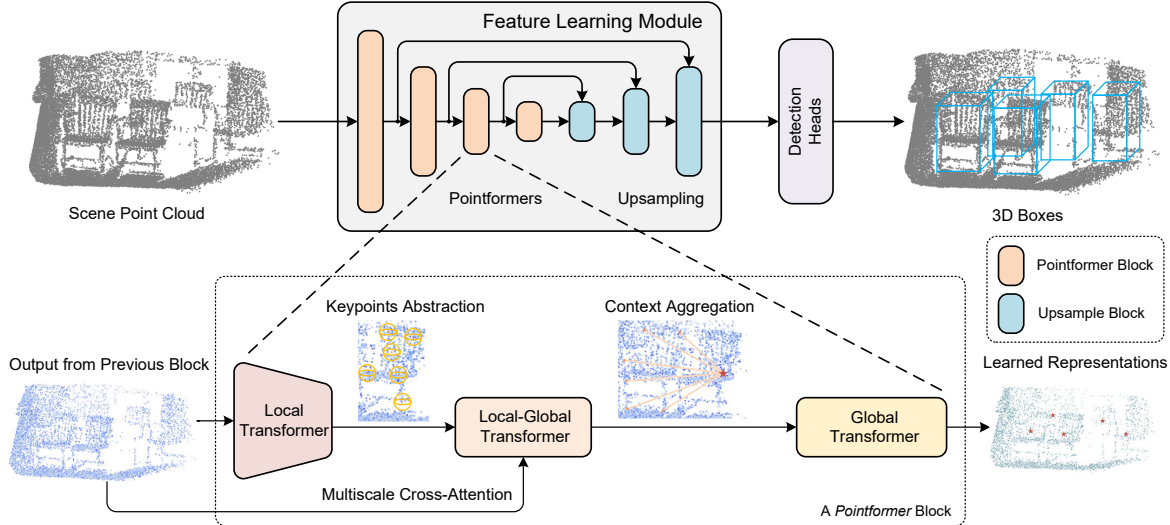 Feature Learning Module
Scene Point Cloud
Pointformers
Upsampling
Detection
Heads
3D Boxes
Pointformer Block
Upsample Block
Output from Previous Block
Keypoints Abstraction
Context Aggregation
Learned Representations
Local
Transformer
Local-Global
Transformer
Global
Transformer
Multiscale Cross-Attention
A Pointformer Block